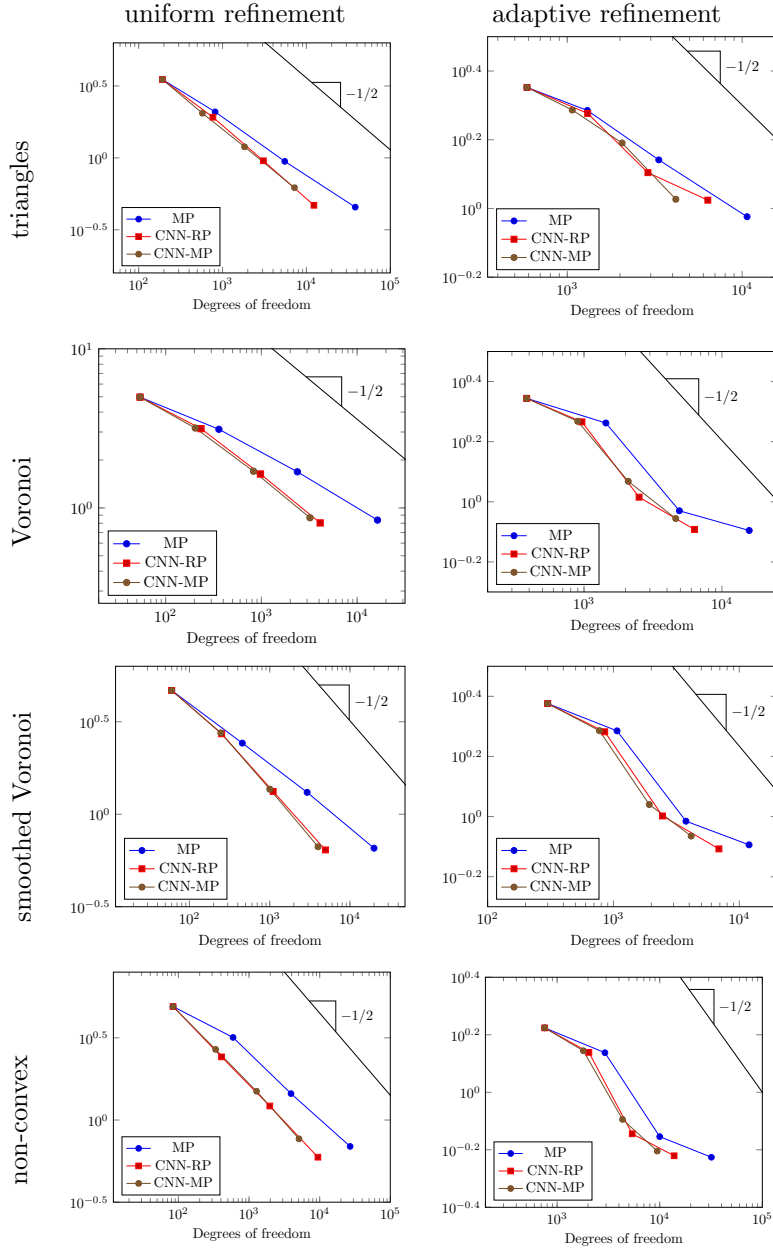 uniform refinement
adaptive refinement
triangles
10^0.5
10^0
10^−0.5
−1/2
MP
CNN-RP
CNN-MP
10^2
10^3
10^4
10^5
Degrees of freedom
10^0.4
10^0.2
10^0
10^−0.2
−1/2
MP
CNN-RP
CNN-MP
10^3
10^4
Degrees of freedom
Voronoi
10^1
10^0
−1/2
MP
CNN-RP
CNN-MP
10^2
10^3
10^4
Degrees of freedom
10^0.4
10^0.2
10^0
10^−0.2
−1/2
MP
CNN-RP
CNN-MP
10^3
10^4
Degrees of freedom
smoothed Voronoi
10^0.5
10^0
10^−0.5
−1/2
MP
CNN-RP
CNN-MP
10^2
10^3
10^4
Degrees of freedom
10^0.4
10^0.2
10^0
10^−0.2
−1/2
MP
CNN-RP
CNN-MP
10^2
10^3
10^4
Degrees of freedom
non-convex
10^0.5
10^0
10^−0.5
−1/2
MP
CNN-RP
CNN-MP
10^2
10^3
10^4
10^5
Degrees of freedom
10^0.4
10^0.2
10^0
10^−0.2
10^−0.4
−1/2
MP
CNN-RP
CNN-MP
10^3
10^4
10^5
Degrees of freedom